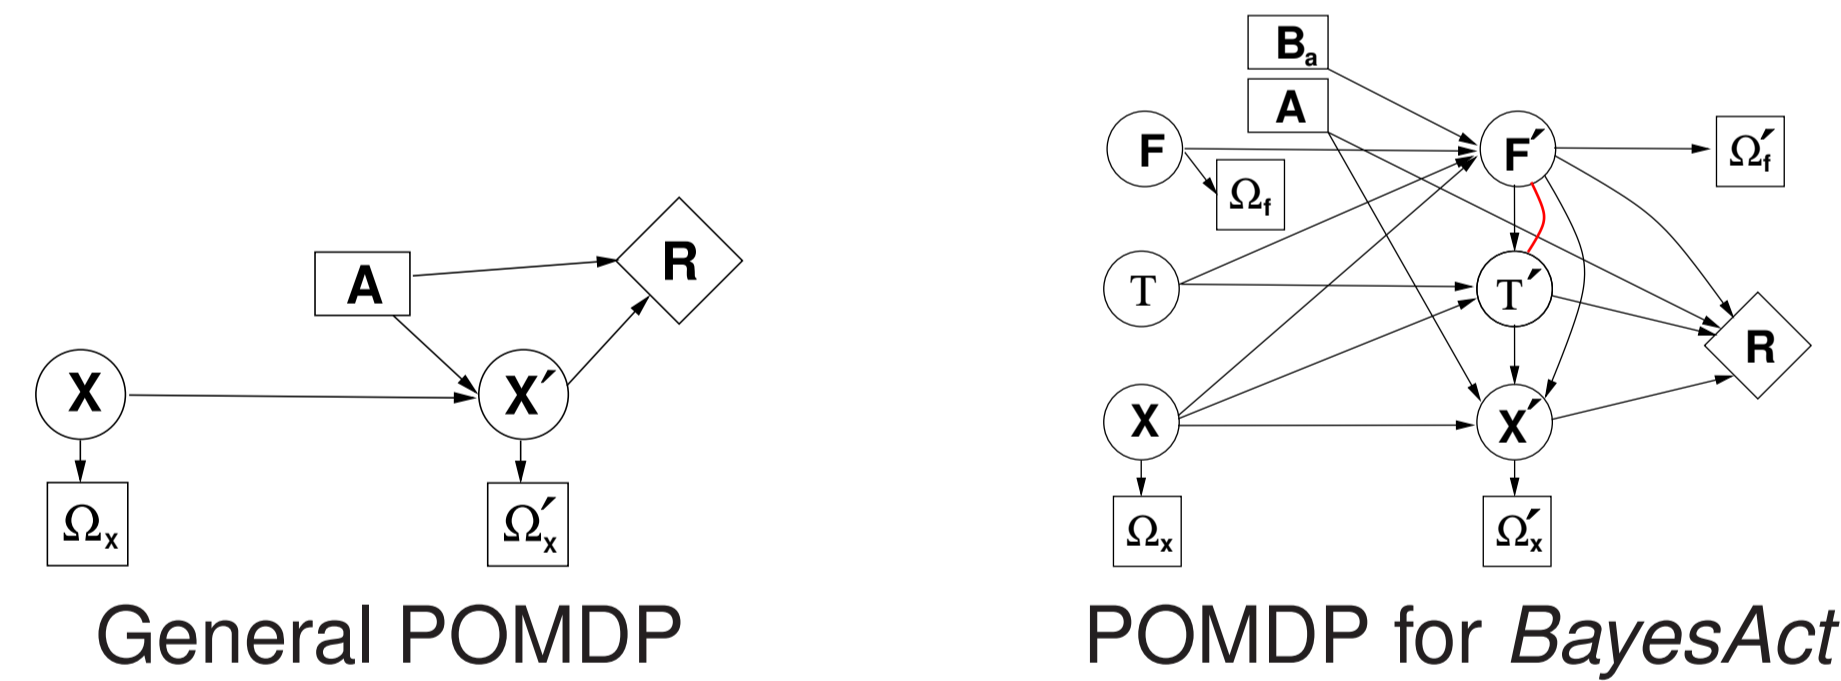 A
R
X
X′
Ωx
Ω′x
General POMDP
Ba
A
F
F′
Ω′f
Ωf
T
T′
R
X
X′
Ωx
Ω′x
POMDP for BayesAct